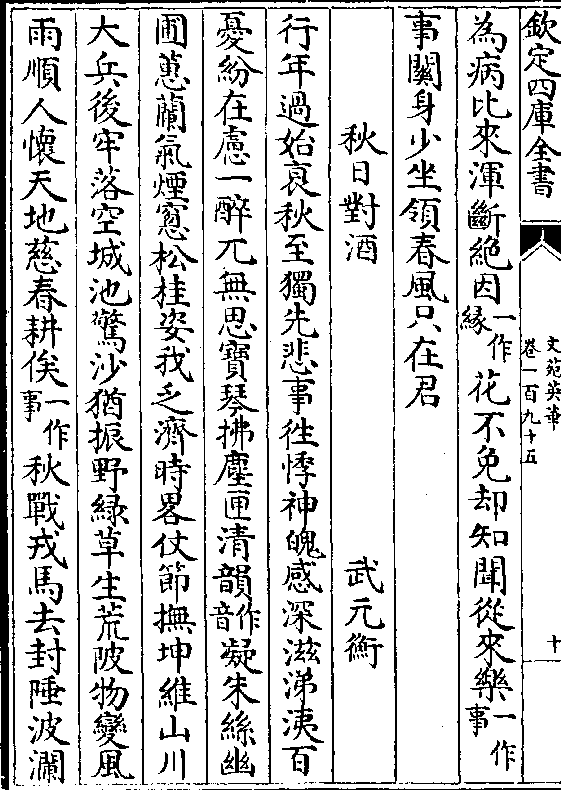 欽定四庫全書
文苑英華
卷一百九十五
十
為病比來渾斷絶因一作縁花不免却知聞從來樂一作事
事關身少坐領春風只在君
秋日對酒 武元衡
行年過始衰秋至獨先悲事徃悸神魄感深滋涕洟百
憂紛在慮一醉兀無思寶琴拂塵匣清韻作音凝朱絲幽
圃蕙蘭氣煙窻松桂姿我乏濟時畧仗節撫坤維山川
大兵後牢落空城池驚沙猶振野緑草生荒陂物變風
雨順人懷天地慈春耕俟一作事秋戰戎馬去封陲波瀾